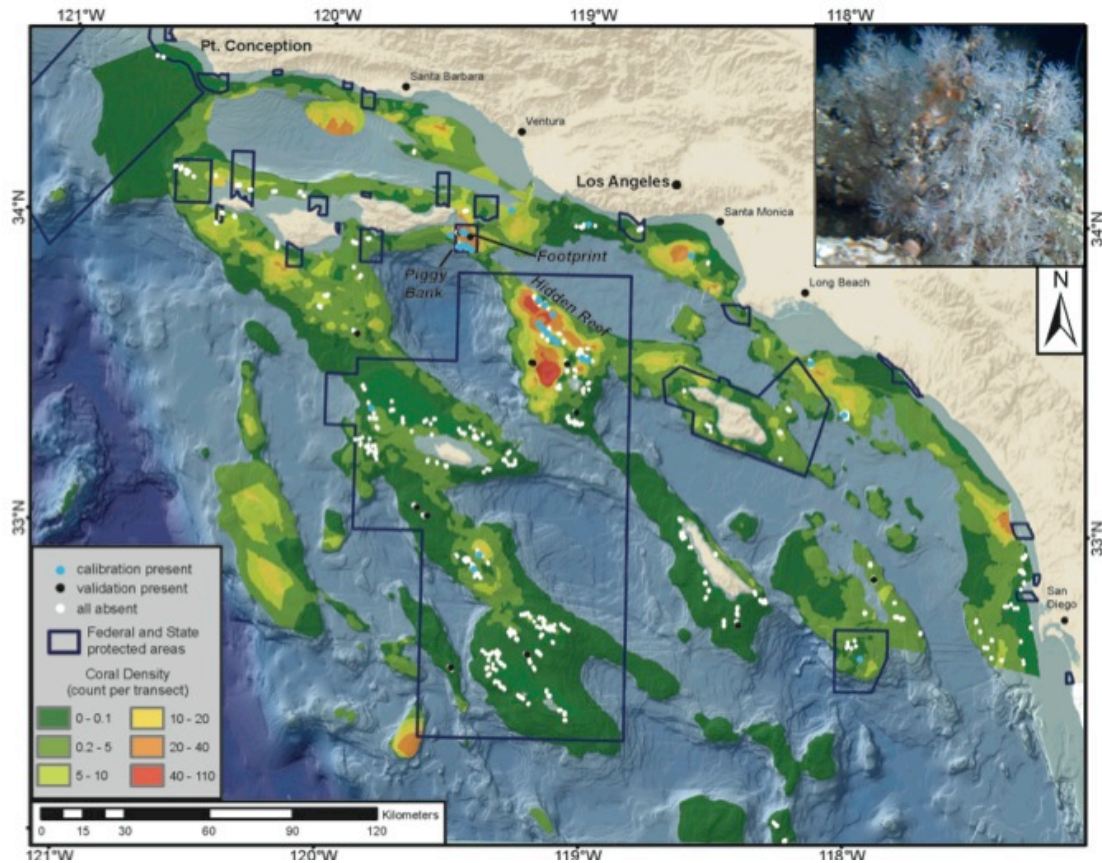 121°W
120°W
119°W
118°W
Pt. Conception
Santa Barbara
Ventura
Los Angeles
Santa Monica
34°N
34°N
Footprint
Piggy
Bank
Hidden Reef
Long Beach
N
33°N
33°N
San
Diego
calibration present
validation present
all absent
Federal and State
protected areas
Coral Density
(count per transect)
0 - 0.1
10 - 20
0.2 - 5
20 - 40
5 - 10
40 - 110
Kilometers
0 15 30 60 90 120
121°W
120°W
119°W
118°W